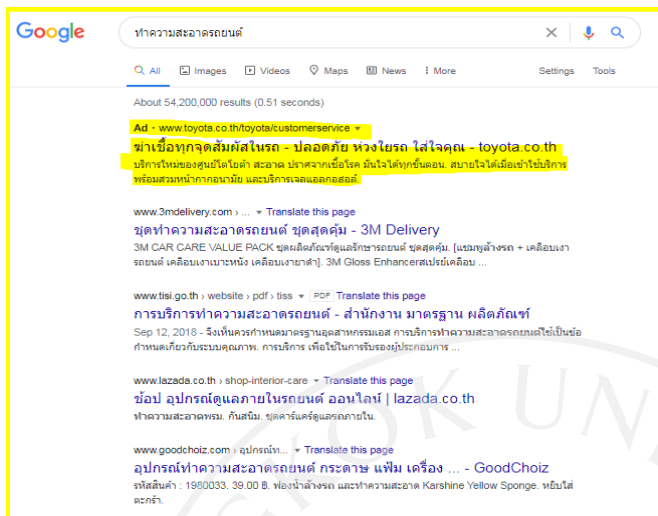 Google
ทำความสะอาดรถยนต์
All Images Videos Maps News More Settings Tools
About 54,200,000 results (0.51 seconds)
Ad · www.toyota.co.th/toyota/customerservice
ฆ่าเชื้อทุกจุดสัมผัสในรถ - ปลอดภัย ห่วงใยรถ ใส่ใจคุณ - toyota.co.th
บริการใหม่ของศูนย์โตโยต้า สะอาด ปราศจากเชื้อโรค มั่นใจได้ทุกขั้นตอน. สบายใจได้เมื่อเข้าใช้บริการ
พร้อมสวมหน้ากากอนามัย และบริการเจลแอลกอฮอล์.
www.3mdelivery.com › ... Translate this page
ชุดทำความสะอาดรถยนต์ ชุดสุดคุ้ม - 3M Delivery
3M CAR CARE VALUE PACK ชุดผลิตภัณฑ์ดูแลรักษารถยนต์ ชุดสุดคุ้ม. [แชมพูล้างรถ + เคลือบเงา
รถยนต์ เคลือบเงาเบาะหนัง เคลือบเงายางดำ]. 3M Gloss Enhancerสเปรย์เคลือบ ...
www.tisi.go.th › website › pdf › tiss PDF Translate this page
การบริการทำความสะอาดรถยนต์ - สำนักงาน มาตรฐาน ผลิตภัณฑ์
Sep 12, 2018 - จึงเห็นควรกำหนดมาตรฐานอุตสาหกรรมเอส การบริการทำความสะอาดรถยนต์ใช้เป็นข้อ
กำหนดเกี่ยวกับระบบคุณภาพ. การบริการ เพื่อใช้ในการรับรองผู้ประกอบการ ...
www.lazada.co.th › shop-interior-care Translate this page
ช้อป อุปกรณ์ดูแลภายในรถยนต์ ออนไลน์ | lazada.co.th
ทำความสะอาดพรม. กันสนิม. ชุดคาร์แคร์ดูแลรถภายใน.
www.goodchoiz.com › อุปกรณ์ท... Translate this page
อุปกรณ์ทำความสะอาดรถยนต์ กระดาษ แฟ้ม เครื่อง ... - GoodChoiz
รหัสสินค้า : 1980033. 39.00 ฿. ฟองน้ำล้างรถ และทำความสะอาด Karshine Yellow Sponge. หยิบใส่
ตะกร้า.